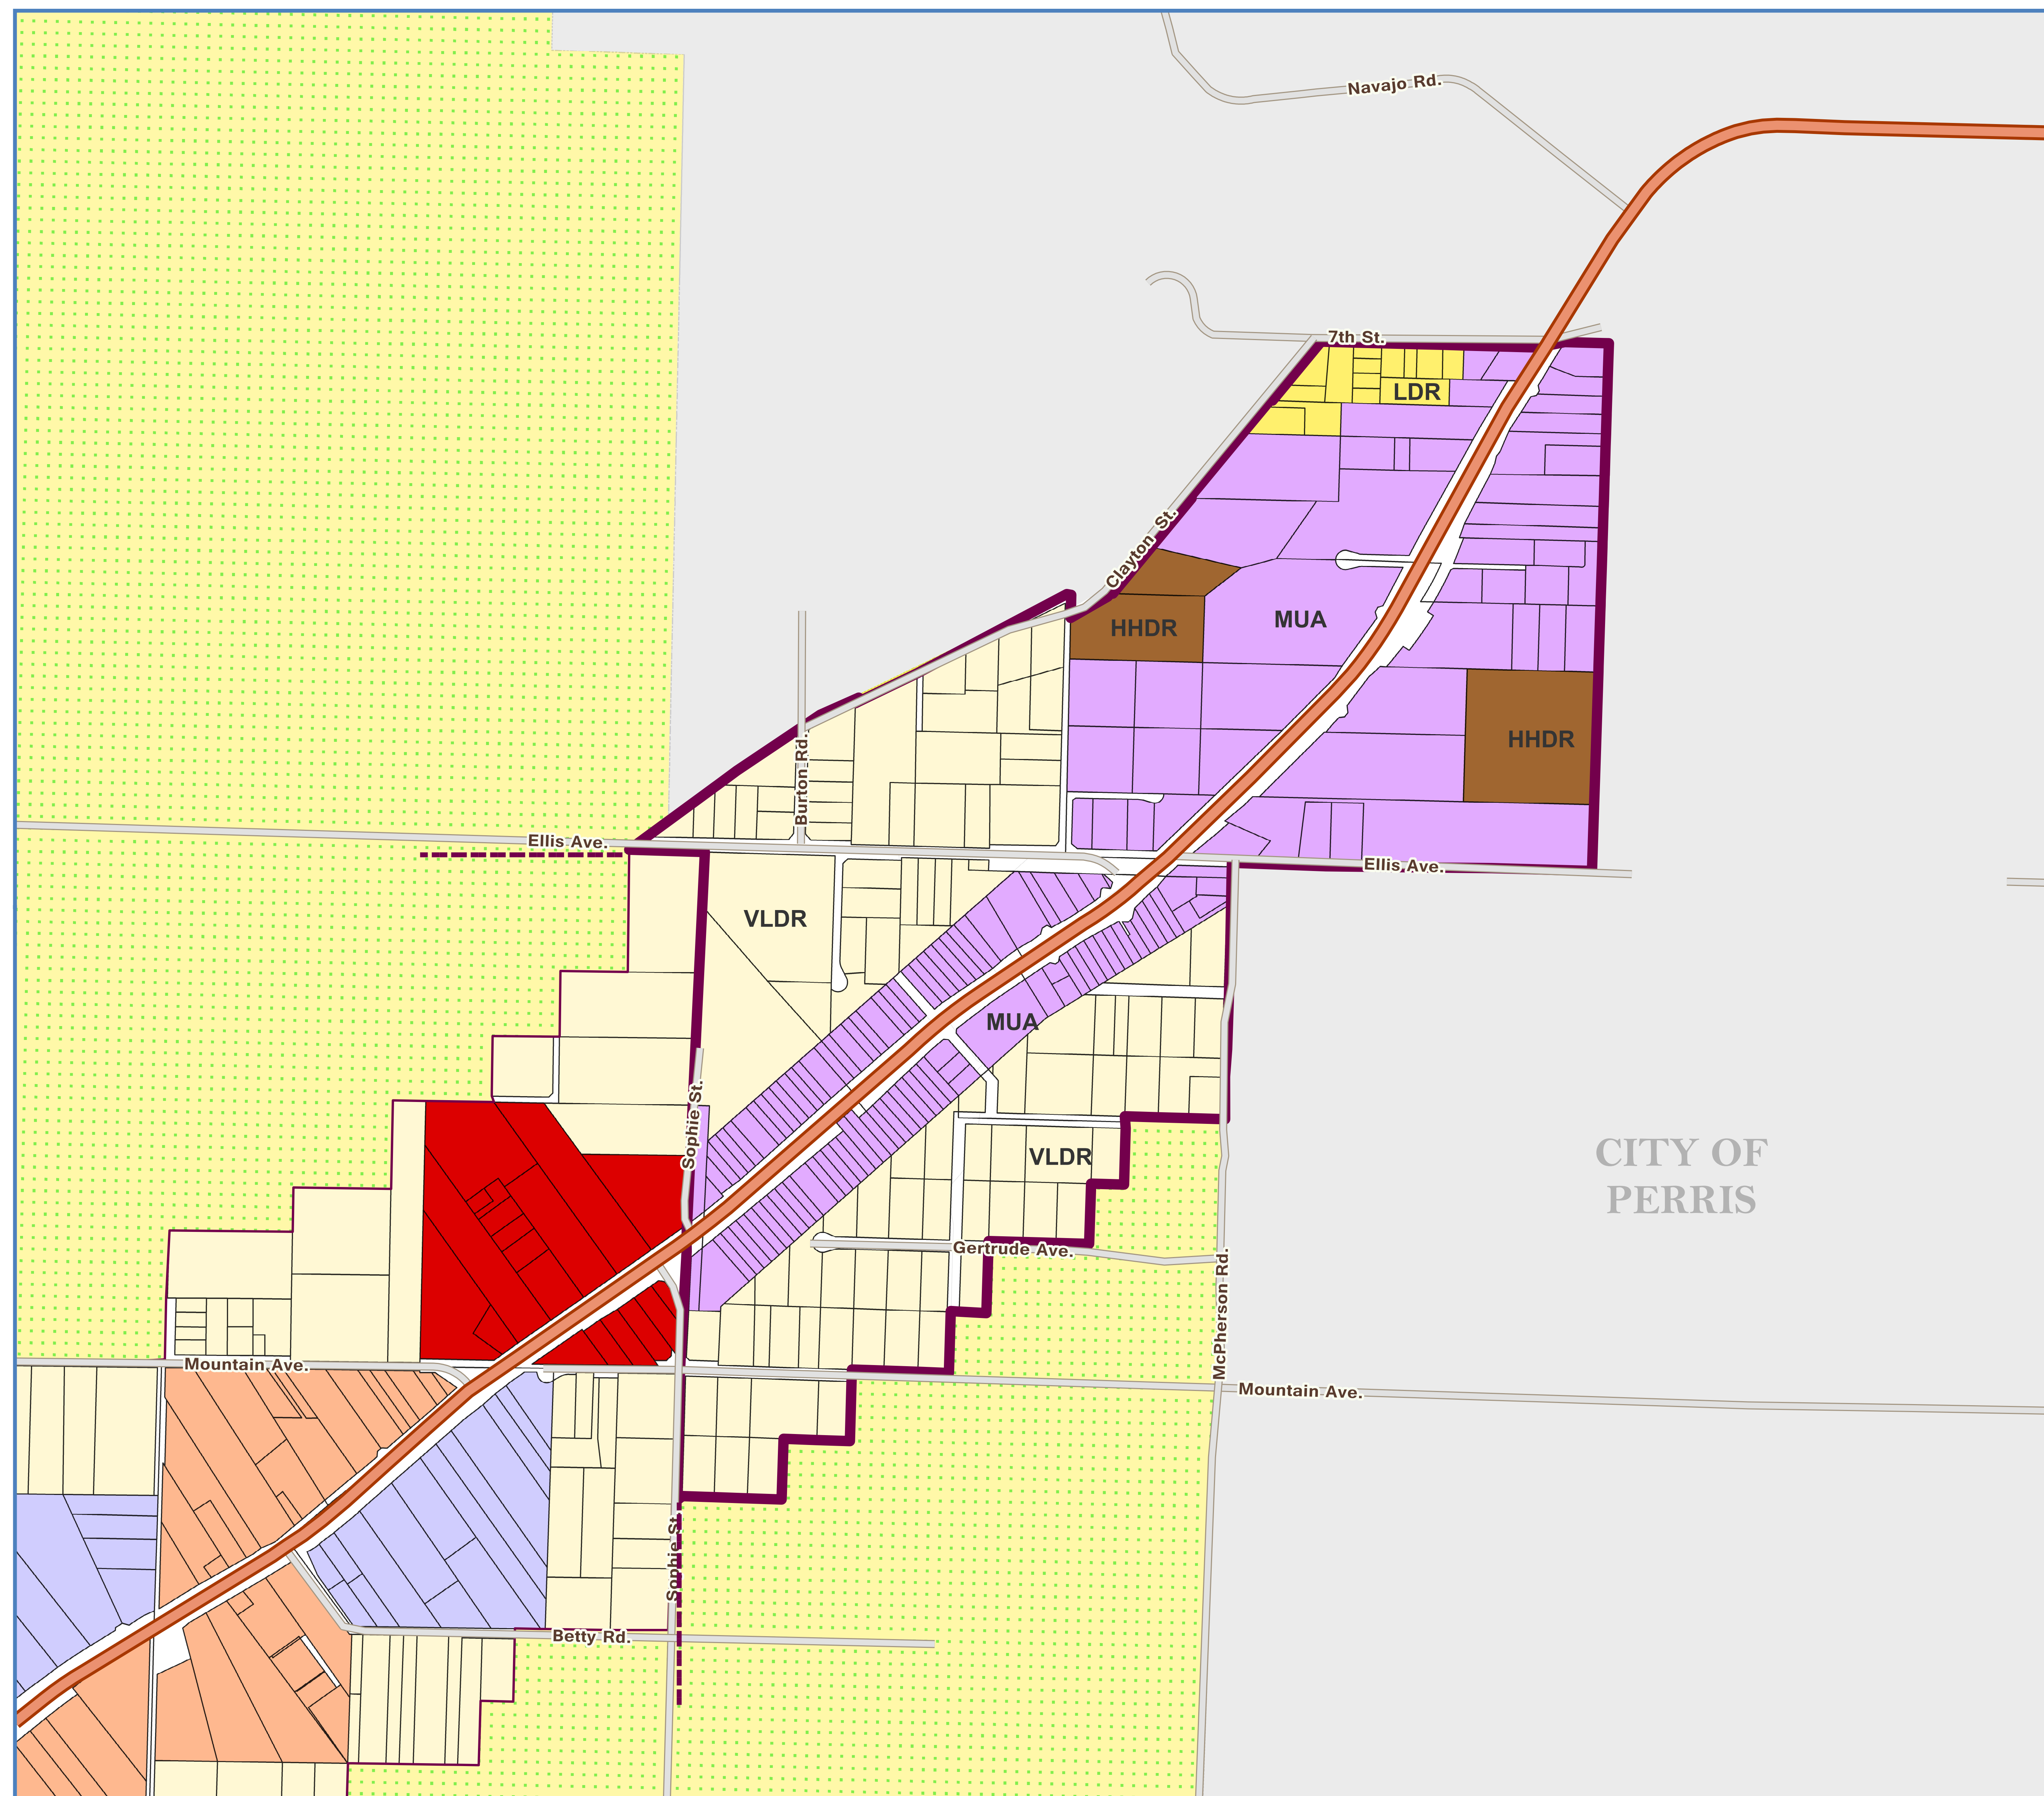 Navajo Rd.
7th St.
LDR
Clayton St.
HHDR
MUA
HHDR
Burton Rd.
Ellis Ave.
Ellis Ave.
VLDR
MUA
Sophie St.
VLDR
CITY OF
PERRIS
Gertrude Ave.
McPherson Rd.
Mountain Ave.
Mountain Ave.
Sophie St.
Betty Rd.